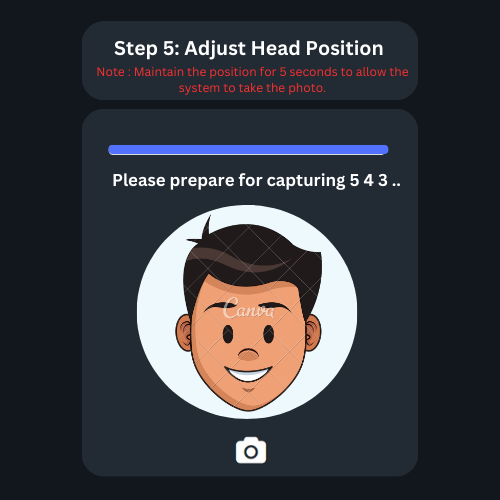 Step 5: Adjust Head Position
Note : Maintain the position for 5 seconds to allow the
system to take the photo.
Please prepare for capturing 5 4 3 ..
Canva